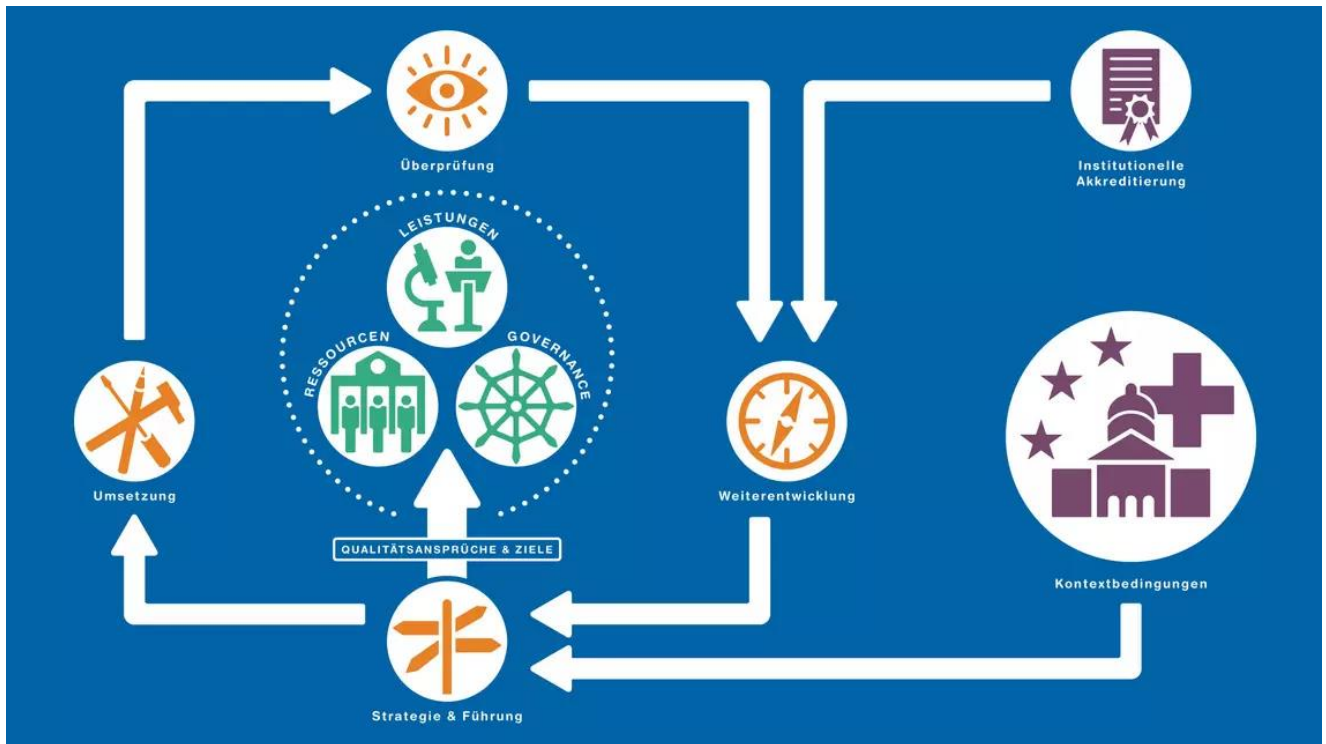 Überprüfung
Institutionelle
Akkreditierung
LEISTUNGEN
RESSOURCEN
GOVERNANCE
Umsetzung
Weiterentwicklung
QUALITÄTSANSPRÜCHE & ZIELE
Kontextbedingungen
Strategie & Führung